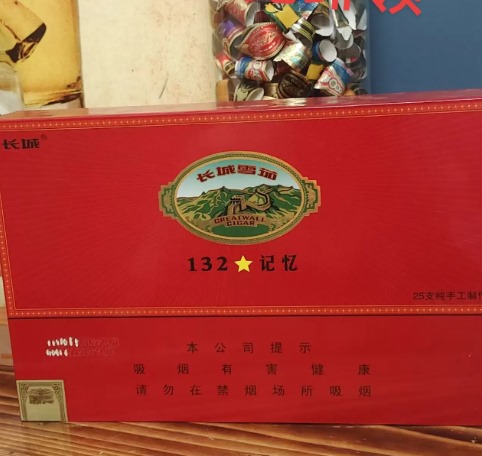 长城®
长城雪茄
GREATWALL
CIGAR
132⭐记忆
25支纯手工制
本公司提示
吸烟有害健康
请勿在禁烟场所吸烟